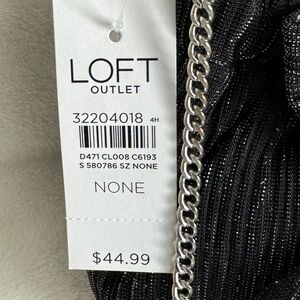 LOFT
OUTLET
32204018 4H
D471 CL008 C6193
S 580786 SZ NONE
NONE
$44.99